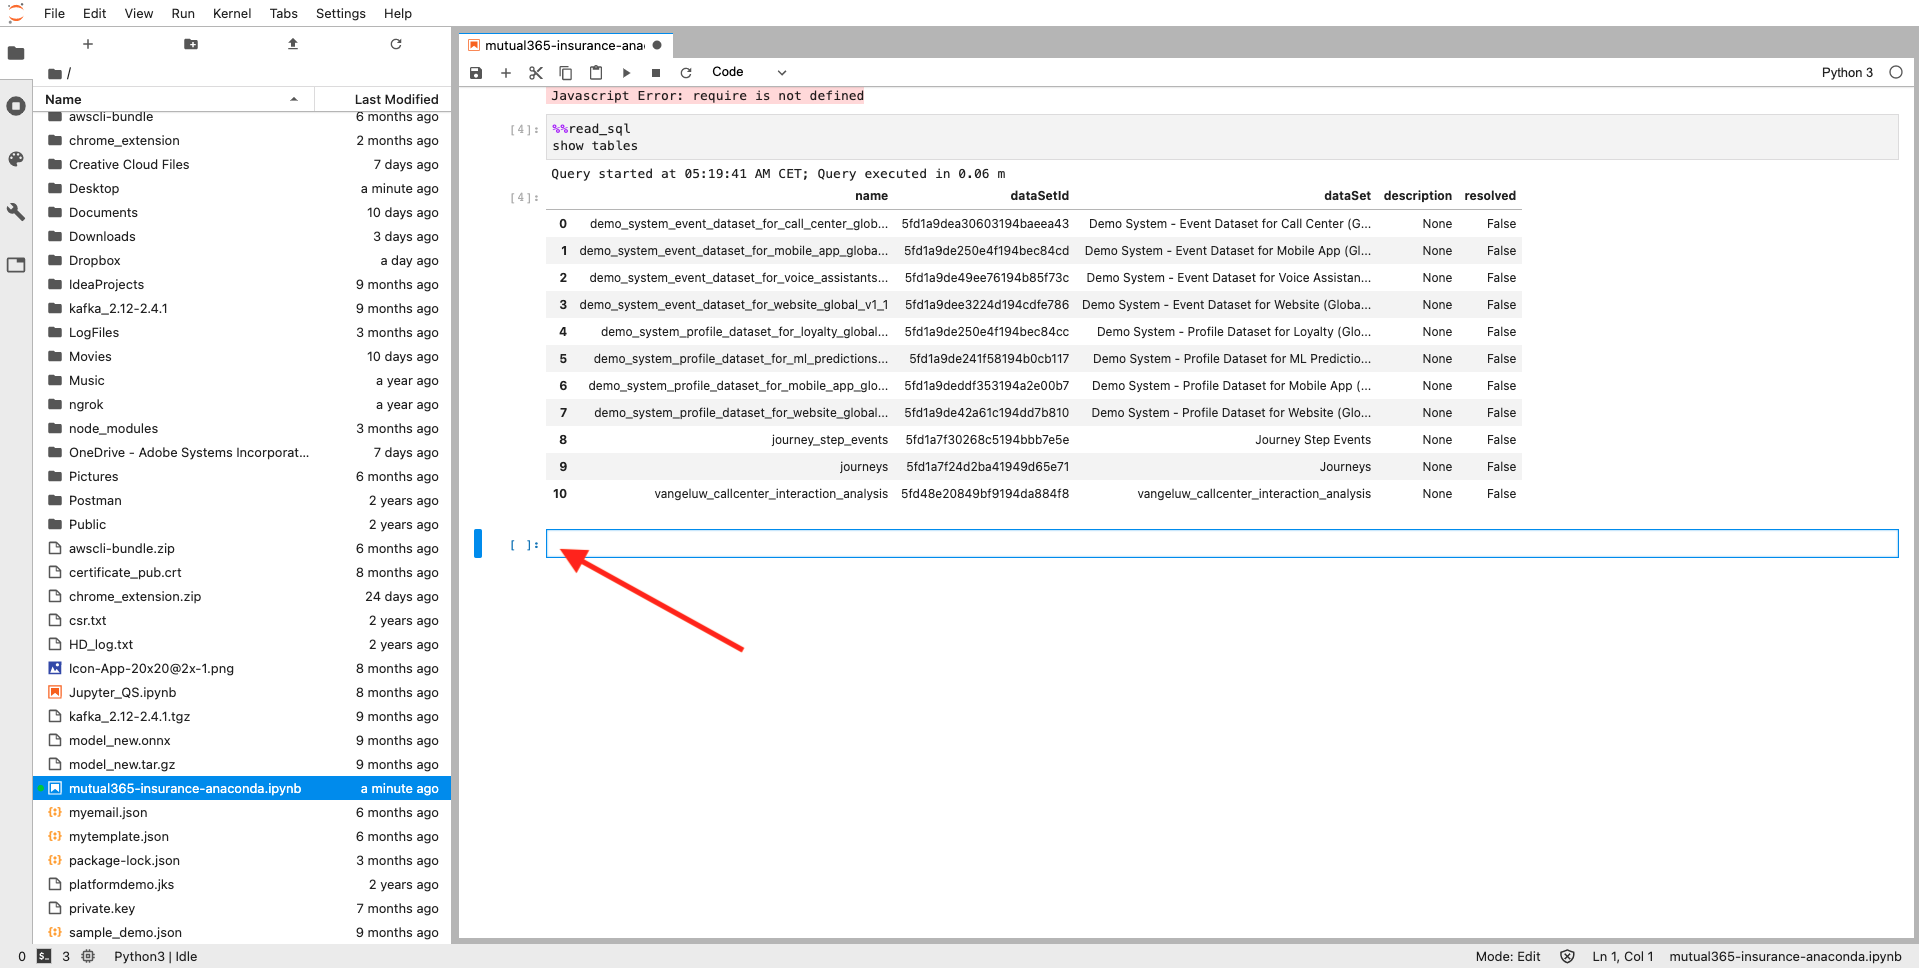 File Edit View Run Kernel Tabs Settings Help
/
Name Last Modified
awscli-bundle 6 months ago
chrome_extension 2 months ago
Creative Cloud Files 7 days ago
Desktop a minute ago
Documents 10 days ago
Downloads 3 days ago
Dropbox a day ago
IdeaProjects 9 months ago
kafka_2.12-2.4.1 9 months ago
LogFiles 3 months ago
Movies 10 days ago
Music a year ago
ngrok a year ago
node_modules 3 months ago
OneDrive - Adobe Systems Incorporat... 7 days ago
Pictures 6 months ago
Postman 2 years ago
Public 2 years ago
awscli-bundle.zip 6 months ago
certificate_pub.crt 8 months ago
chrome_extension.zip 24 days ago
csr.txt 2 years ago
HD_log.txt 2 years ago
Icon-App-20x20@2x-1.png 8 months ago
Jupyter_QS.ipynb 8 months ago
kafka_2.12-2.4.1.tgz 9 months ago
model_new.onnx 9 months ago
model_new.tar.gz 9 months ago
mutual365-insurance-anaconda.ipynb a minute ago
myemail.json 6 months ago
mytemplate.json 6 months ago
package-lock.json 3 months ago
platformdemo.jks 2 years ago
private.key 7 months ago
sample_demo.json 9 months ago
mutual365-insurance-ana
Code Python 3
Javascript Error: require is not defined
[4]: %%read_sql
show tables
Query started at 05:19:41 AM CET; Query executed in 0.06 m
[4]: name dataSetId dataSet description resolved
0 demo_system_event_dataset_for_call_center_glob... 5fd1a9dea30603194baeea43 Demo System - Event Dataset for Call Center (G... None False
1 demo_system_event_dataset_for_mobile_app_globa... 5fd1a9de250e4f194bec84cd Demo System - Event Dataset for Mobile App (Gl... None False
2 demo_system_event_dataset_for_voice_assistants... 5fd1a9de49ee76194b85f73c Demo System - Event Dataset for Voice Assistan... None False
3 demo_system_event_dataset_for_website_global_v1_1 5fd1a9dee3224d194cdfe786 Demo System - Event Dataset for Website (Globa... None False
4 demo_system_profile_dataset_for_loyalty_global... 5fd1a9de250e4f194bec84cc Demo System - Profile Dataset for Loyalty (Glo... None False
5 demo_system_profile_dataset_for_ml_predictions... 5fd1a9de241f58194b0cb117 Demo System - Profile Dataset for ML Predictio... None False
6 demo_system_profile_dataset_for_mobile_app_glo... 5fd1a9deddf353194a2e00b7 Demo System - Profile Dataset for Mobile App (... None False
7 demo_system_profile_dataset_for_website_global... 5fd1a9de42a61c194dd7b810 Demo System - Profile Dataset for Website (Glo... None False
8 journey_step_events 5fd1a7f30268c5194bbb7e5e Journey Step Events None False
9 journeys 5fd1a7f24d2ba41949d65e71 Journeys None False
10 vangeluw_callcenter_interaction_analysis 5fd48e20849bf9194da884f8 vangeluw_callcenter_interaction_analysis None False
[ ]:
0 3 Python3 | Idle Mode: Edit Ln 1, Col 1 mutual365-insurance-anaconda.ipynb